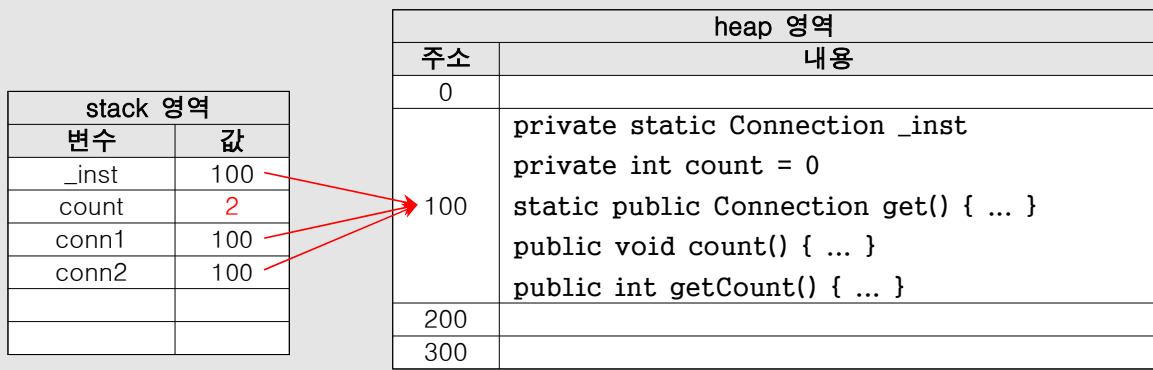 stack 영역
변수 값
_inst 100
count 2
conn1 100
conn2 100
heap 영역
주소 내용
0
100
private static Connection _inst
private int count = 0
static public Connection get() { ... }
public void count() { ... }
public int getCount() { ... }
200
300